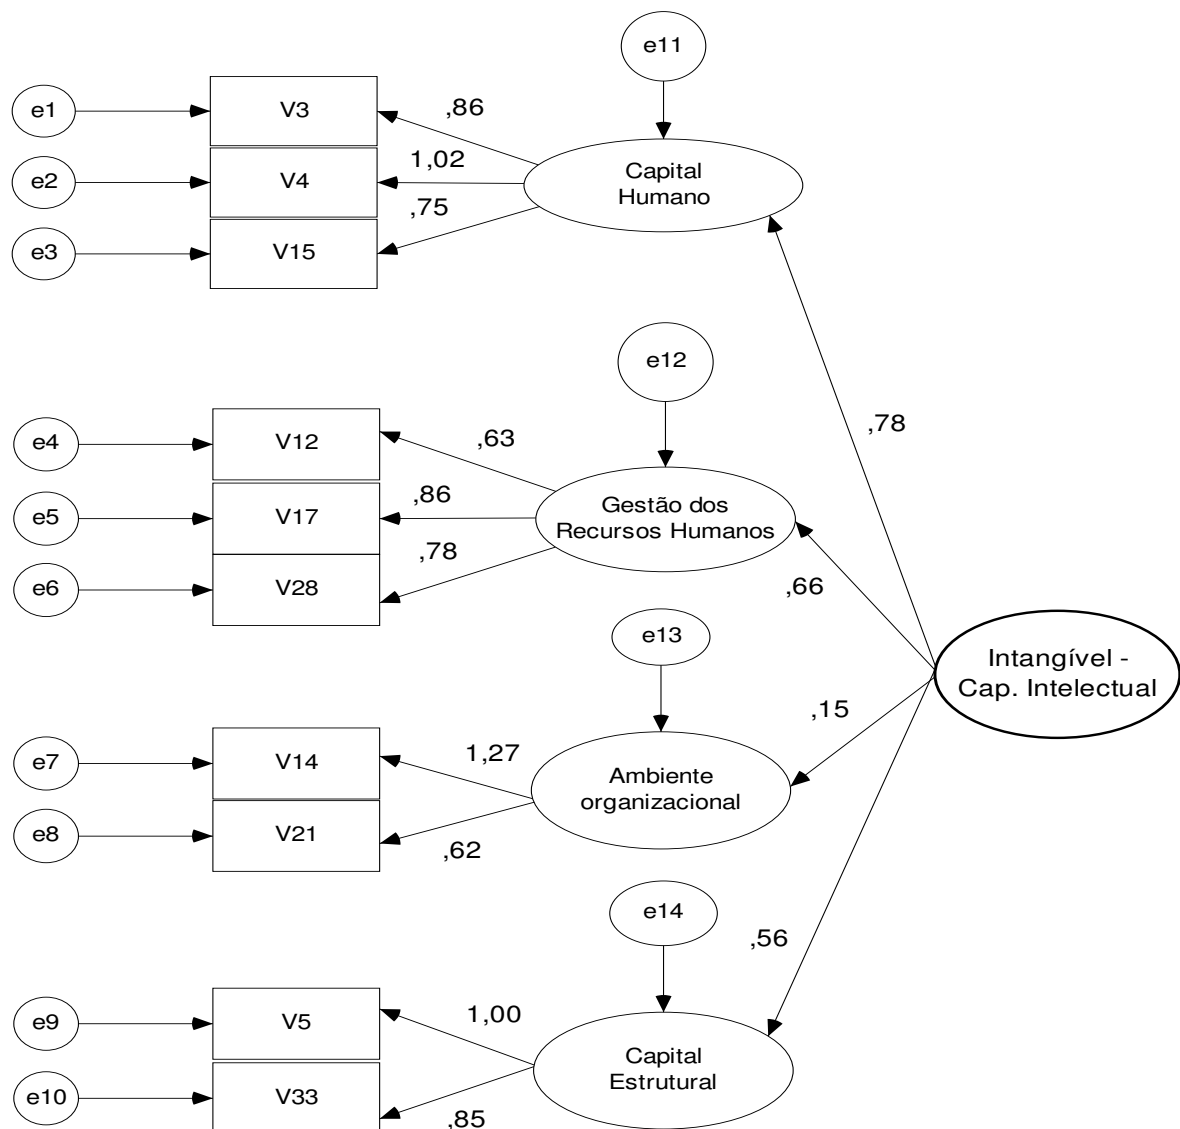 e11
e1
V3
,86
Capital
Humano
e2
V4
1,02
e3
V15
,75
e12
,78
e4
V12
,63
Gestão dos
Recursos Humanos
e5
V17
,86
e6
V28
,78
,66
e13
Intangível -
Cap. Intelectual
,15
e7
V14
1,27
Ambiente
organizacional
e8
V21
,62
e14
,56
e9
V5
1,00
Capital
Estrutural
e10
V33
,85